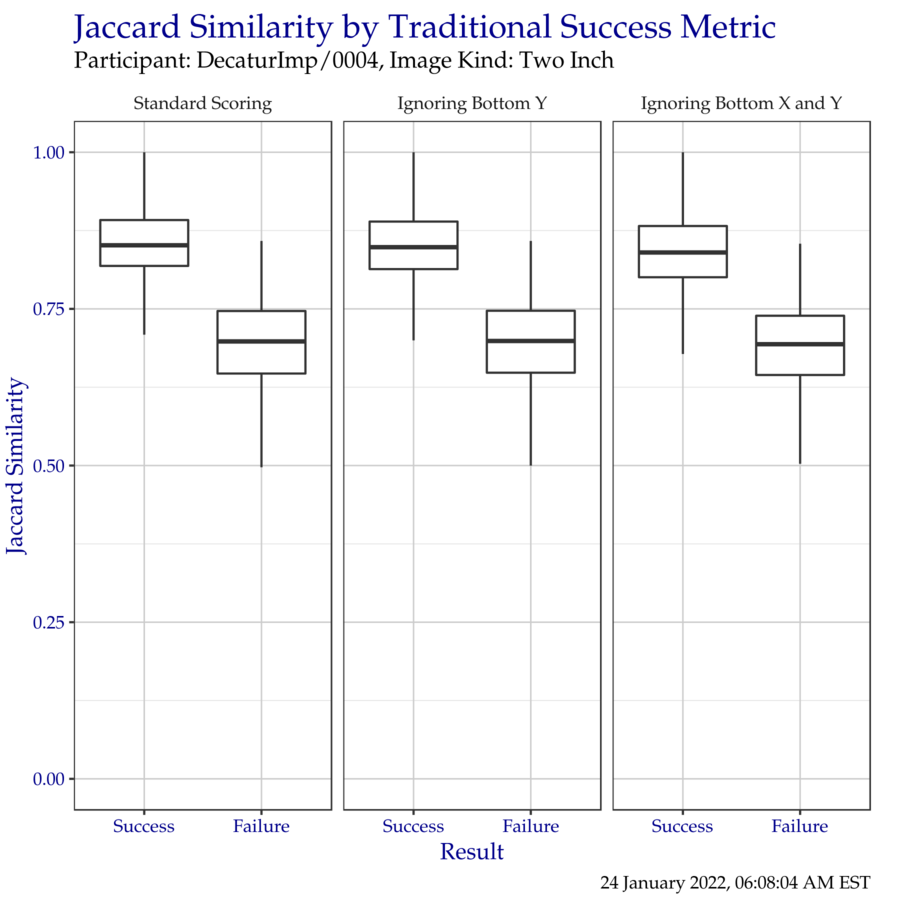 Jaccard Similarity by Traditional Success Metric
Participant: DecaturImp/0004, Image Kind: Two Inch
Standard Scoring
Ignoring Bottom Y
Ignoring Bottom X and Y
Jaccard Similarity
1.00
0.75
0.50
0.25
0.00
Success
Failure
Success
Failure
Success
Failure
Result
24 January 2022, 06:08:04 AM EST